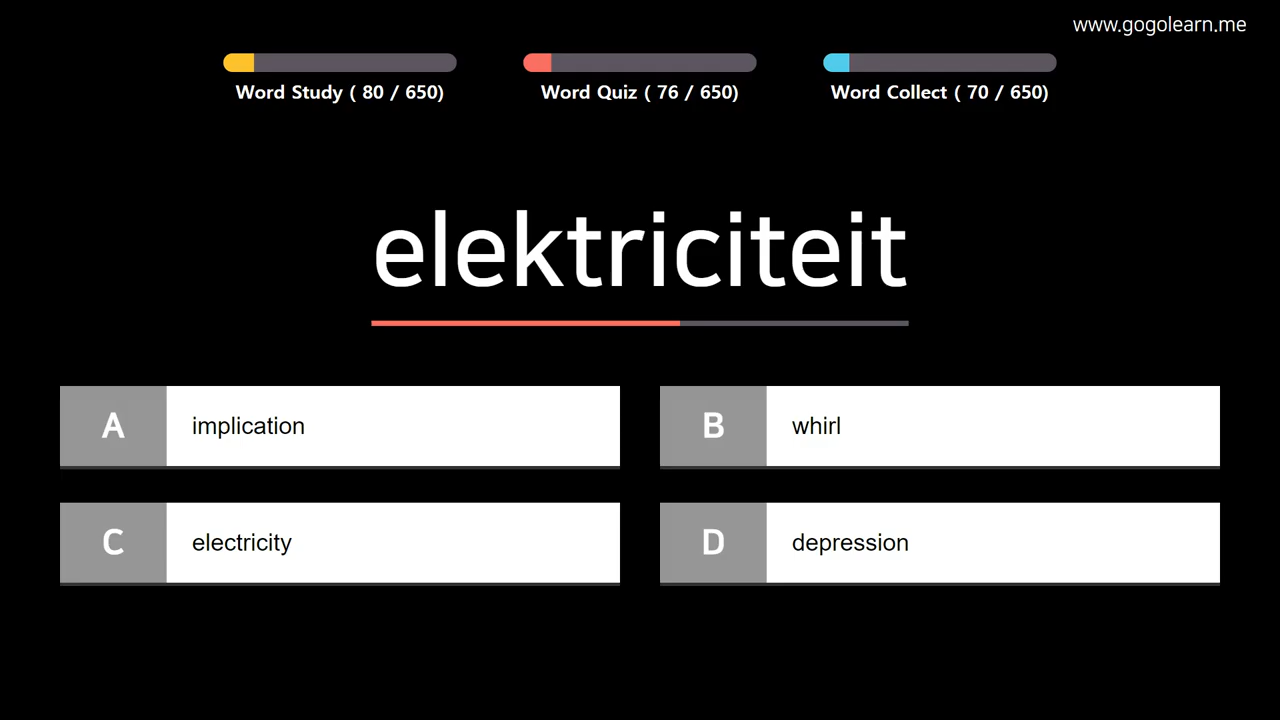 www.gogolearn.me
Word Study ( 80 / 650)
Word Quiz ( 76 / 650)
Word Collect ( 70 / 650)
elektriciteit
A implication
B whirl
C electricity
D depression